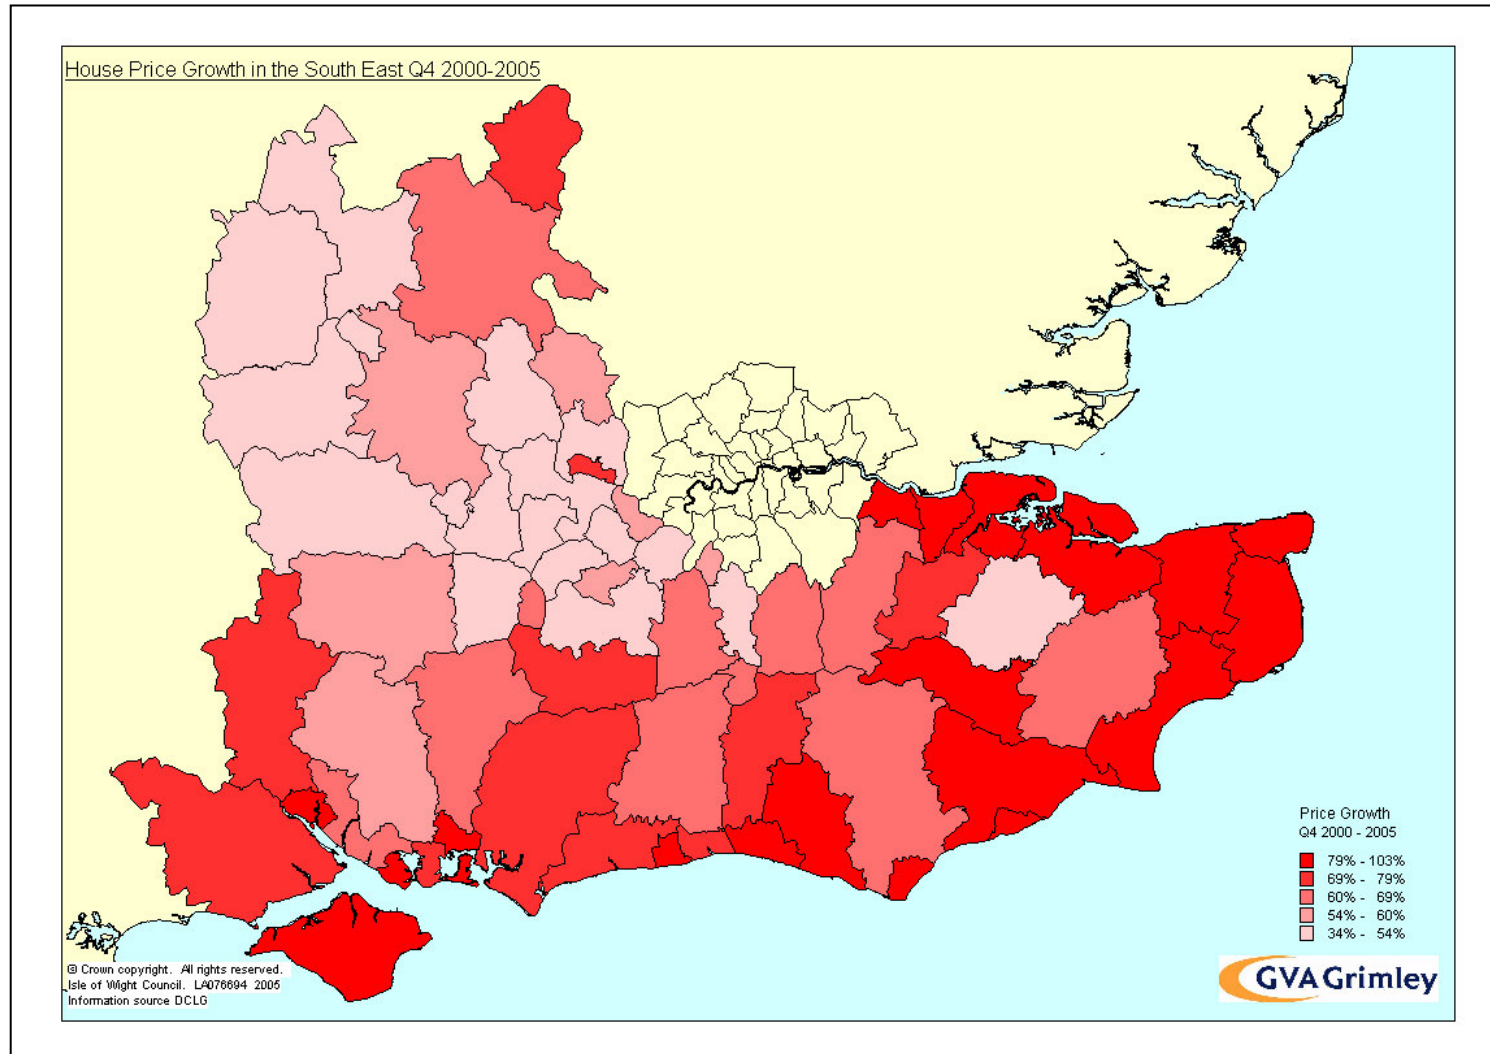 House Price Growth in the South East Q4 2000-2005
Price Growth
Q4 2000 - 2005
79% - 103%
69% - 79%
60% - 69%
54% - 60%
34% - 54%
© Crown copyright. All rights reserved.
Isle of Wight Council. LA076694 2005
Information source DCLG
GVA Grimley